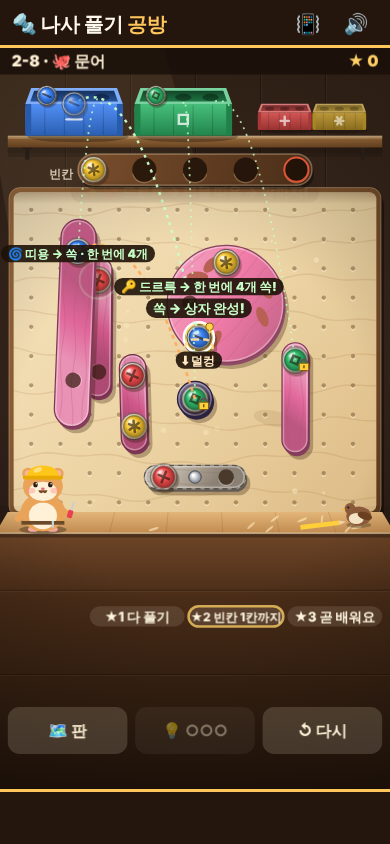 나사 풀기 공방
2-8 · 문어
★ 0
빈칸
띠용 → 쏙 · 한 번에 4개
드르륵 → 한 번에 4개 쏙!
쏙 → 상자 완성!
⬇덜컹
★1 다 풀기
★2 빈칸 1칸까지
★3 곧 배워요
판
다시